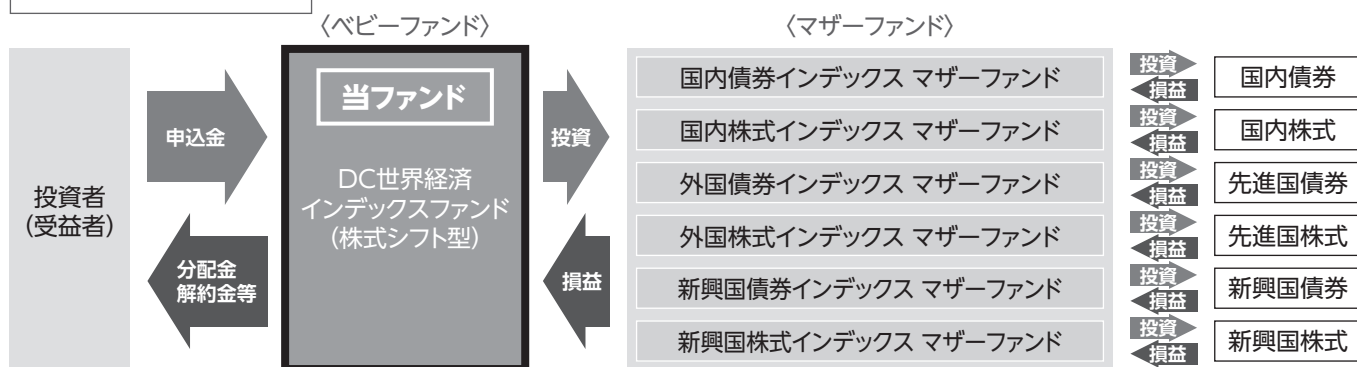 〈ベビーファンド〉
〈マザーファンド〉
投資者
(受益者)
申込金
分配金
解約金等
当ファンド
DC世界経済
インデックスファンド
(株式シフト型)
投資
損益
国内債券インデックス マザーファンド
投資
損益
国内債券
国内株式インデックス マザーファンド
投資
損益
国内株式
外国債券インデックス マザーファンド
投資
損益
先進国債券
外国株式インデックス マザーファンド
投資
損益
先進国株式
新興国債券インデックス マザーファンド
投資
損益
新興国債券
新興国株式インデックス マザーファンド
投資
損益
新興国株式